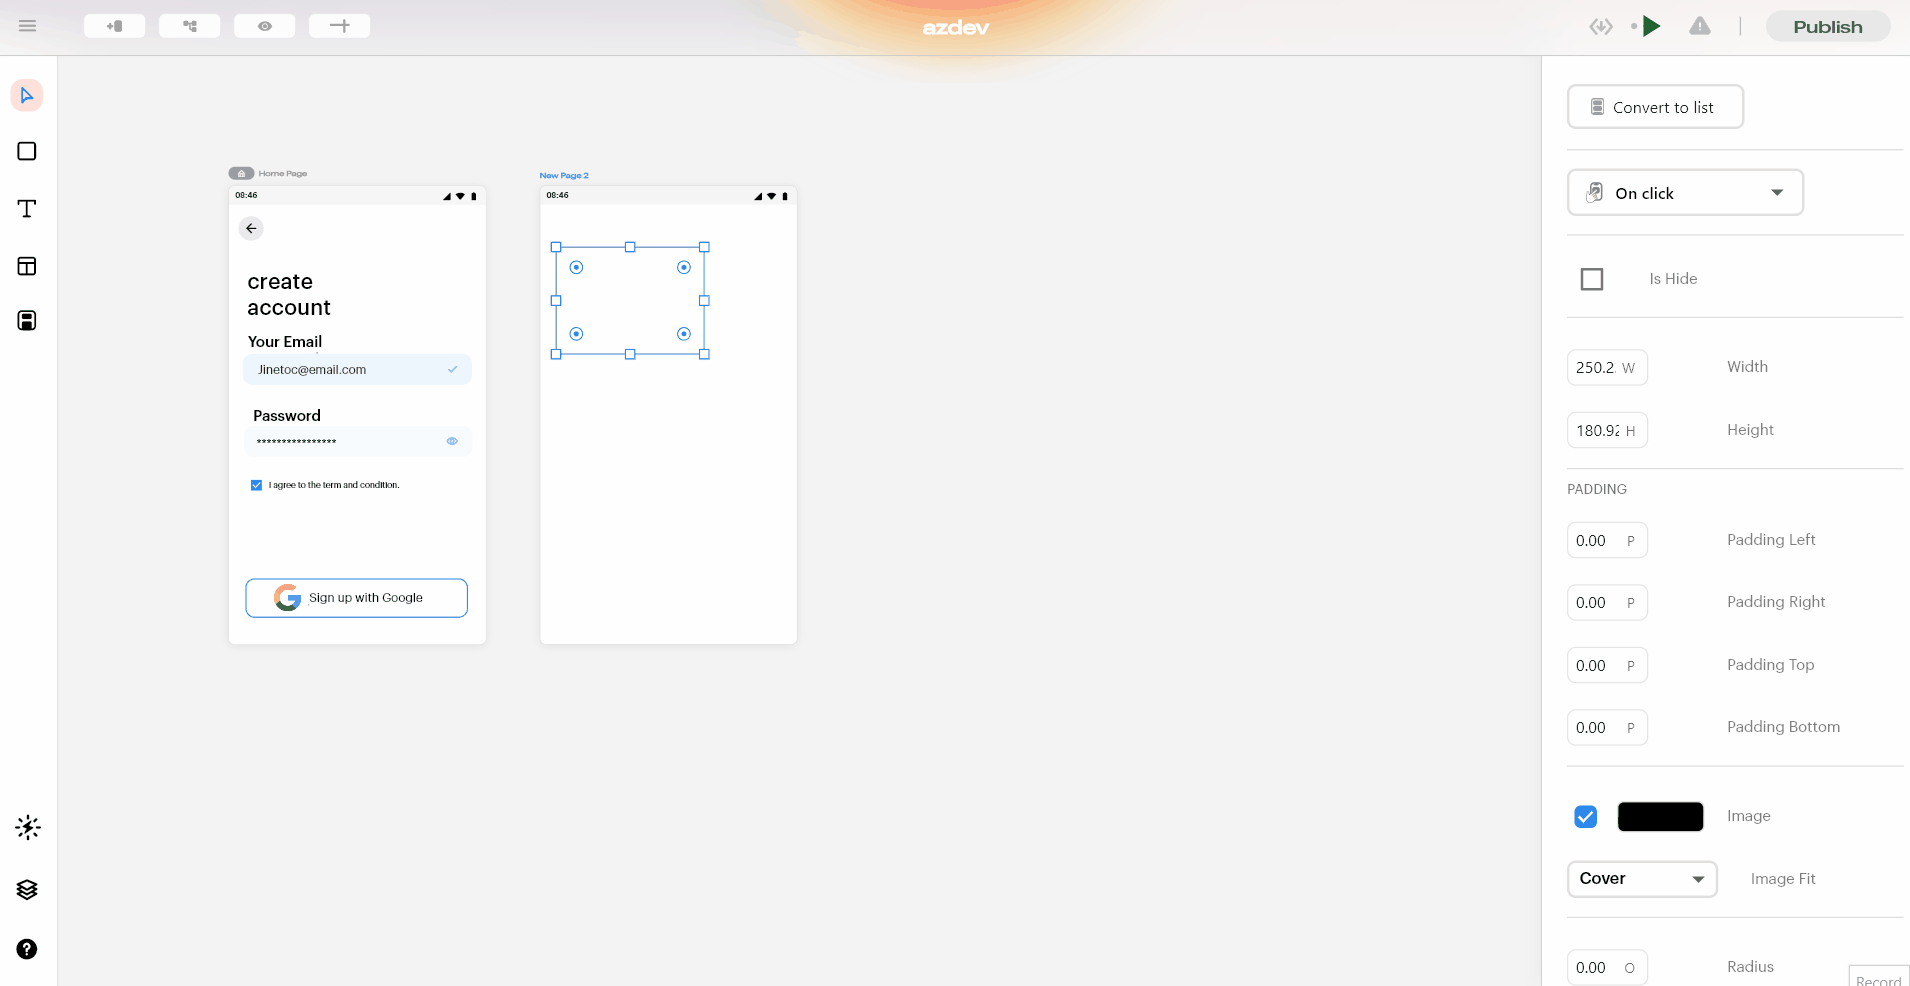 azdev
Publish
Convert to list
On click
Is Hide
250.2 W Width
180.92 H Height
PADDING
0.00 P Padding Left
0.00 P Padding Right
0.00 P Padding Top
0.00 P Padding Bottom
Image
Cover Image Fit
0.00 O Radius
Record
Home Page
08:46
create
account
Your Email
Jinetoc@email.com
Password
****************
I agree to the term and condition.
Sign up with Google
New Page 2
08:46